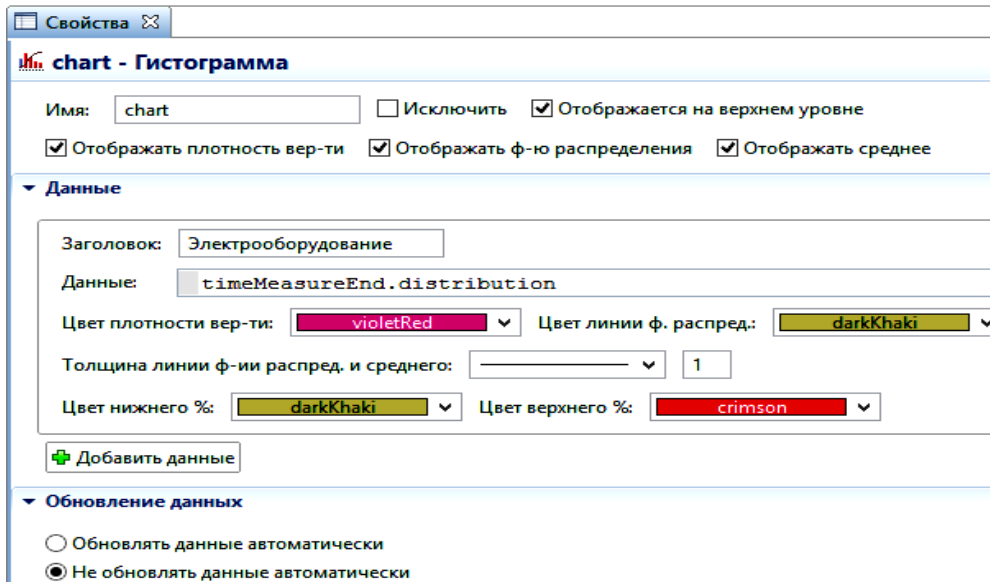 Свойства
chart - Гистограмма
Имя: chart Исключить Отображается на верхнем уровне
Отображать плотность вер-ти Отображать ф-ю распределения Отображать среднее
Данные
Заголовок: Электрооборудование
Данные: timeMeasureEnd.distribution
Цвет плотности вер-ти: violetRed Цвет линии ф. распред.: darkKhaki
Толщина линии ф-ии распред. и среднего: 1
Цвет нижнего %: darkKhaki Цвет верхнего %: crimson
Добавить данные
Обновление данных
Обновлять данные автоматически
Не обновлять данные автоматически